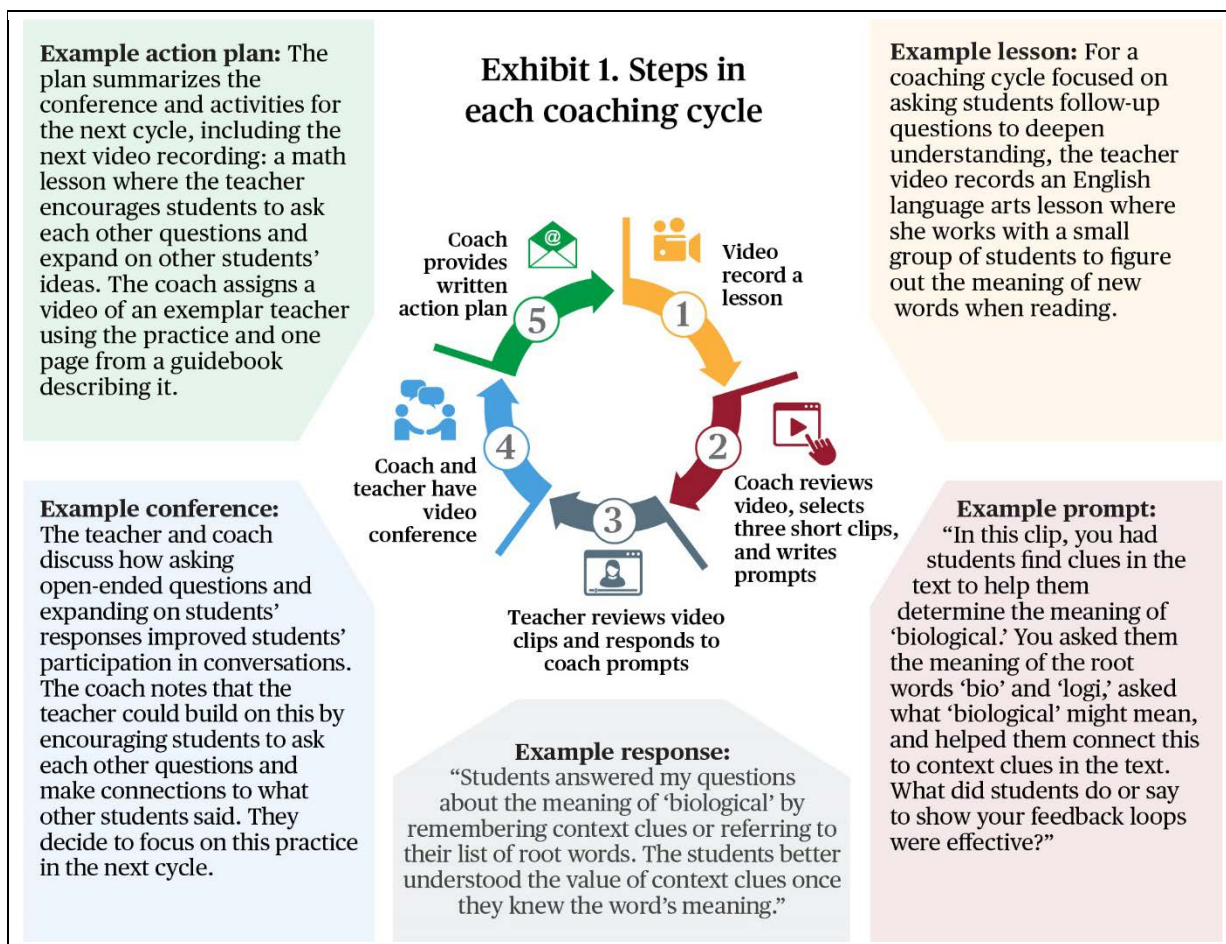 Exhibit 1. Steps in
each coaching cycle
Example action plan: The
plan summarizes the
conference and activities for
the next cycle, including the
next video recording: a math
lesson where the teacher
encourages students to ask
each other questions and
expand on other students’
ideas. The coach assigns a
video of an exemplar teacher
using the practice and one
page from a guidebook
describing it.
Example lesson: For a
coaching cycle focused on
asking students follow-up
questions to deepen
understanding, the teacher
video records an English
language arts lesson where
she works with a small
group of students to figure
out the meaning of new
words when reading.
1
Video
record a
lesson
2
Coach reviews
video, selects
three short clips,
and writes
prompts
3
Teacher reviews video
clips and responds to
coach prompts
4
Coach and
teacher have
video
conference
5
@
Coach
provides
written
action plan
Example conference:
The teacher and coach
discuss how asking
open-ended questions and
expanding on students’
responses improved students’
participation in conversations.
The coach notes that the
teacher could build on this by
encouraging students to ask
each other questions and
make connections to what
other students said. They
decide to focus on this practice
in the next cycle.
Example response:
“Students answered my questions
about the meaning of ‘biological’ by
remembering context clues or referring to
their list of root words. The students better
understood the value of context clues once
they knew the word’s meaning.”
Example prompt:
“In this clip, you had
students find clues in the
text to help them
determine the meaning of
‘biological.’ You asked them
the meaning of the root
words ‘bio’ and ‘logi,’ asked
what ‘biological’ might mean,
and helped them connect this
to context clues in the text.
What did students do or say
to show your feedback loops
were effective?”